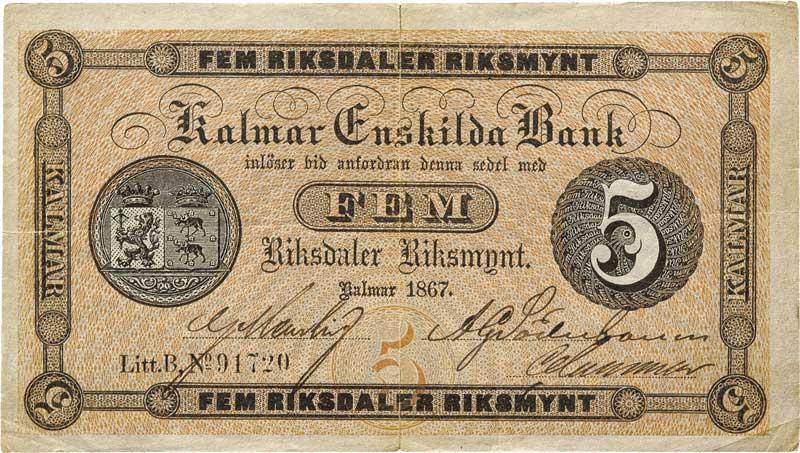 5 FEM RIKSDALER RIKSMYNT 5
Kalmar Enskilda Bank
inlöser vid anfordran denna sedel med
KALMAR
FEM
5
KALMAR
Riksdaler Riksmynt.
Kalmar 1867.
5
Litt.B, No 91720
5 FEM RIKSDALER RIKSMYNT 5